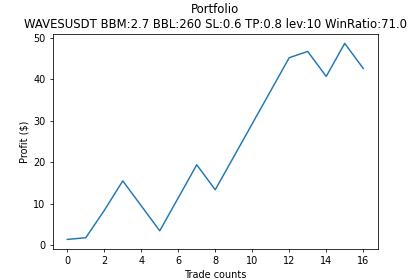 Portfolio
WAVESUSDT BBM:2.7 BBL:260 SL:0.6 TP:0.8 lev:10 WinRatio:71.0
50
40
30
20
10
0
Profit ($)
0 2 4 6 8 10 12 14 16
Trade counts